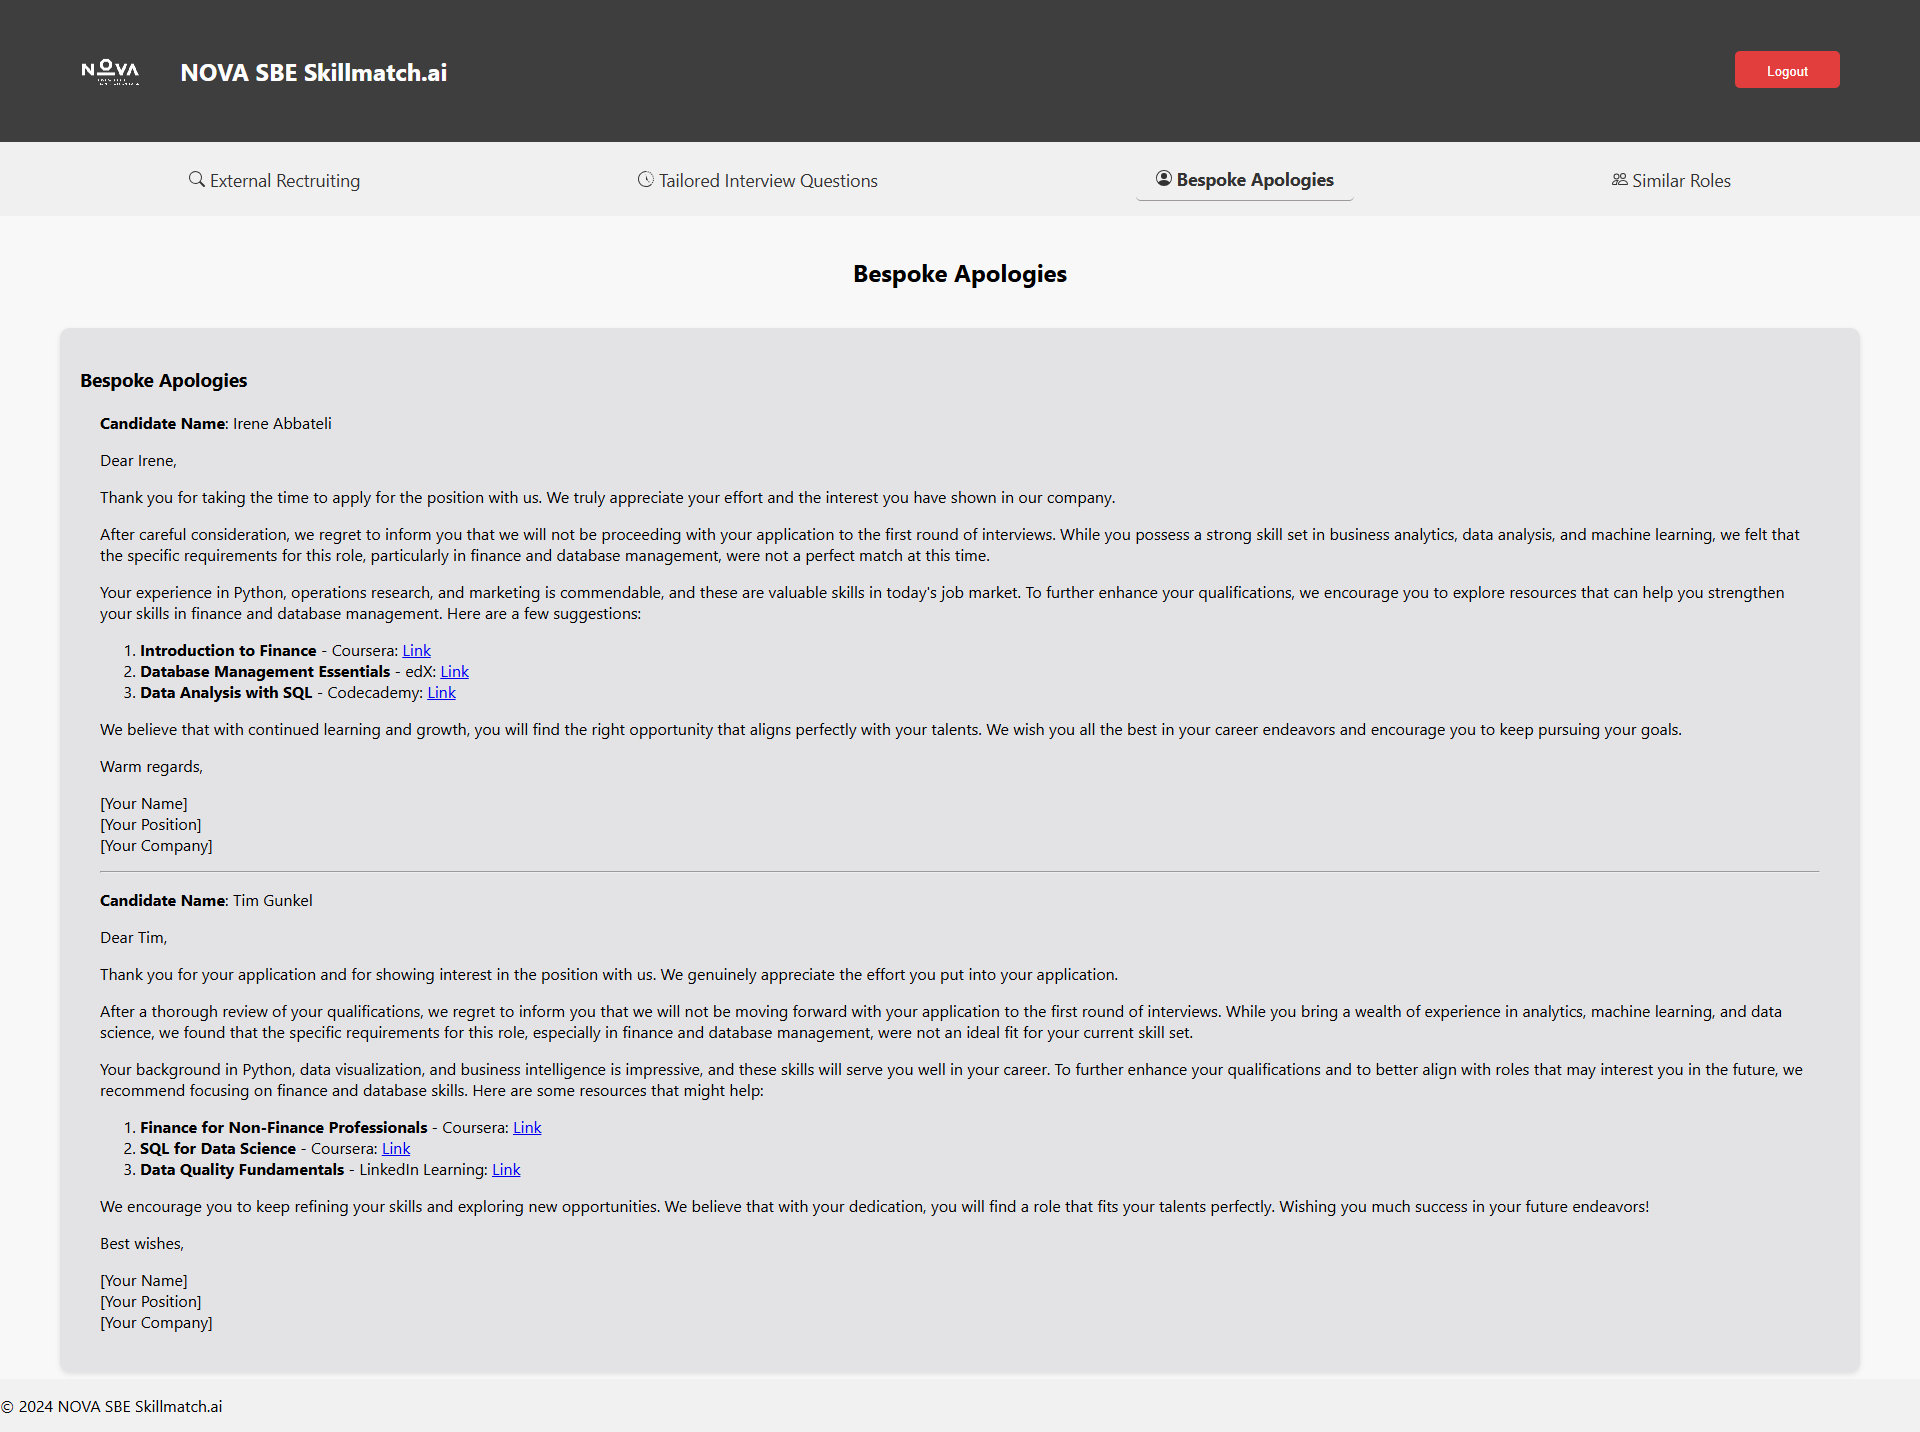 NOVA
NOVA SBE Skillmatch.ai
Logout
External Rectruiting
Tailored Interview Questions
Bespoke Apologies
Similar Roles
Bespoke Apologies
Bespoke Apologies
Candidate Name: Irene Abbateli
Dear Irene,
Thank you for taking the time to apply for the position with us. We truly appreciate your effort and the interest you have shown in our company.
After careful consideration, we regret to inform you that we will not be proceeding with your application to the first round of interviews. While you possess a strong skill set in business analytics, data analysis, and machine learning, we felt that
the specific requirements for this role, particularly in finance and database management, were not a perfect match at this time.
Your experience in Python, operations research, and marketing is commendable, and these are valuable skills in today's job market. To further enhance your qualifications, we encourage you to explore resources that can help you strengthen
your skills in finance and database management. Here are a few suggestions:
1. Introduction to Finance - Coursera: Link
2. Database Management Essentials - edX: Link
3. Data Analysis with SQL - Codecademy: Link
We believe that with continued learning and growth, you will find the right opportunity that aligns perfectly with your talents. We wish you all the best in your career endeavors and encourage you to keep pursuing your goals.
Warm regards,
[Your Name]
[Your Position]
[Your Company]
Candidate Name: Tim Gunkel
Dear Tim,
Thank you for your application and for showing interest in the position with us. We genuinely appreciate the effort you put into your application.
After a thorough review of your qualifications, we regret to inform you that we will not be moving forward with your application to the first round of interviews. While you bring a wealth of experience in analytics, machine learning, and data
science, we found that the specific requirements for this role, especially in finance and database management, were not an ideal fit for your current skill set.
Your background in Python, data visualization, and business intelligence is impressive, and these skills will serve you well in your career. To further enhance your qualifications and to better align with roles that may interest you in the future, we
recommend focusing on finance and database skills. Here are some resources that might help:
1. Finance for Non-Finance Professionals - Coursera: Link
2. SQL for Data Science - Coursera: Link
3. Data Quality Fundamentals - LinkedIn Learning: Link
We encourage you to keep refining your skills and exploring new opportunities. We believe that with your dedication, you will find a role that fits your talents perfectly. Wishing you much success in your future endeavors!
Best wishes,
[Your Name]
[Your Position]
[Your Company]
© 2024 NOVA SBE Skillmatch.ai